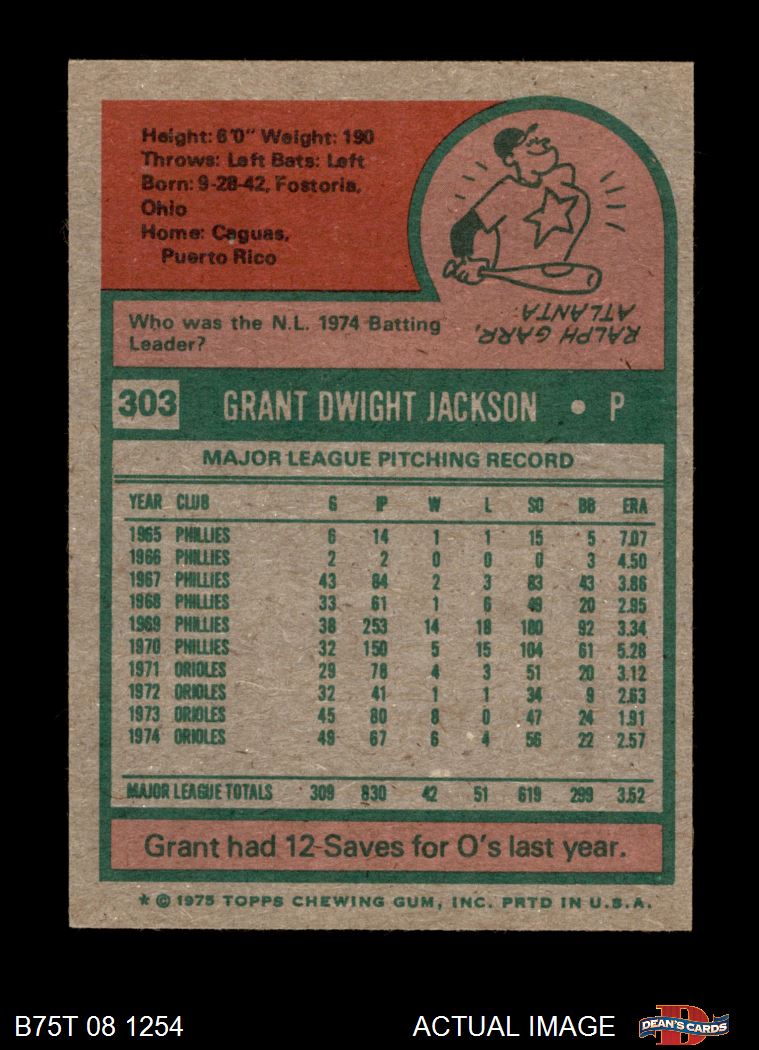 Height: 6'0" Weight: 190
Throws: Left Bats: Left
Born: 9-28-42, Fostoria,
Ohio
Home: Caguas,
Puerto Rico
Who was the N.L. 1974 Batting
Leader?
RALPH GARR,
ATLANTA
303 GRANT DWIGHT JACKSON • P
MAJOR LEAGUE PITCHING RECORD
YEAR CLUB G IP W L SO BB ERA
1965 PHILLIES 6 14 1 1 15 5 7.07
1966 PHILLIES 2 2 0 0 0 3 4.50
1967 PHILLIES 43 84 2 3 83 43 3.86
1968 PHILLIES 33 61 1 6 49 20 2.95
1969 PHILLIES 38 253 14 18 180 92 3.34
1970 PHILLIES 32 150 5 15 104 61 5.28
1971 ORIOLES 29 78 4 3 51 20 3.12
1972 ORIOLES 32 41 1 1 34 9 2.63
1973 ORIOLES 45 80 8 0 47 24 1.91
1974 ORIOLES 49 67 6 4 56 22 2.57
MAJOR LEAGUE TOTALS 309 830 42 51 619 299 3.52
Grant had 12 Saves for O's last year.
* © 1975 TOPPS CHEWING GUM, INC. PRTD IN U.S.A.
B75T 08 1254 ACTUAL IMAGE D DEAN'S CARDS